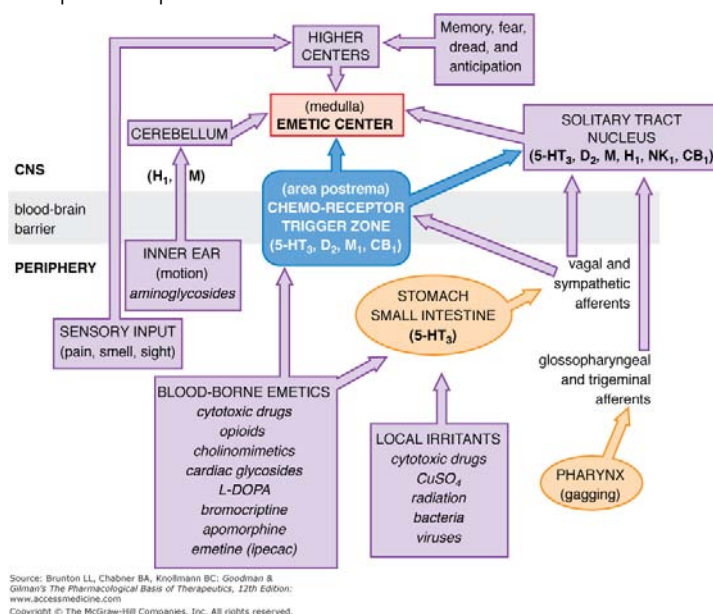 HIGHER
CENTERS
Memory, fear,
dread, and
anticipation
(medulla)
EMETIC CENTER
CEREBELLUM
SOLITARY TRACT
NUCLEUS
(5-HT₃, D₂, M, H₁, NK₁, CB₁)
CNS
(H₁, M)
(area postrema)
CHEMO-RECEPTOR
TRIGGER ZONE
(5-HT₃, D₂, M₁, CB₁)
blood-brain
barrier
PERIPHERY
INNER EAR
(motion)
aminoglycosides
vagal and
sympathetic
afferents
STOMACH
SMALL INTESTINE
(5-HT₃)
SENSORY INPUT
(pain, smell, sight)
glossopharyngeal
and trigeminal
afferents
BLOOD-BORNE EMETICS
cytotoxic drugs
opioids
cholinomimetics
cardiac glycosides
L-DOPA
bromocriptine
apomorphine
emetine (ipecac)
LOCAL IRRITANTS
cytotoxic drugs
CuSO₄
radiation
bacteria
viruses
PHARYNX
(gagging)
Source: Brunton LL, Chabner BA, Knollmann BC: Goodman &
Gilman's The Pharmacological Basis of Therapeutics, 12th Edition:
www.accessmedicine.com
Copyright © The McGraw-Hill Companies, Inc. All rights reserved.